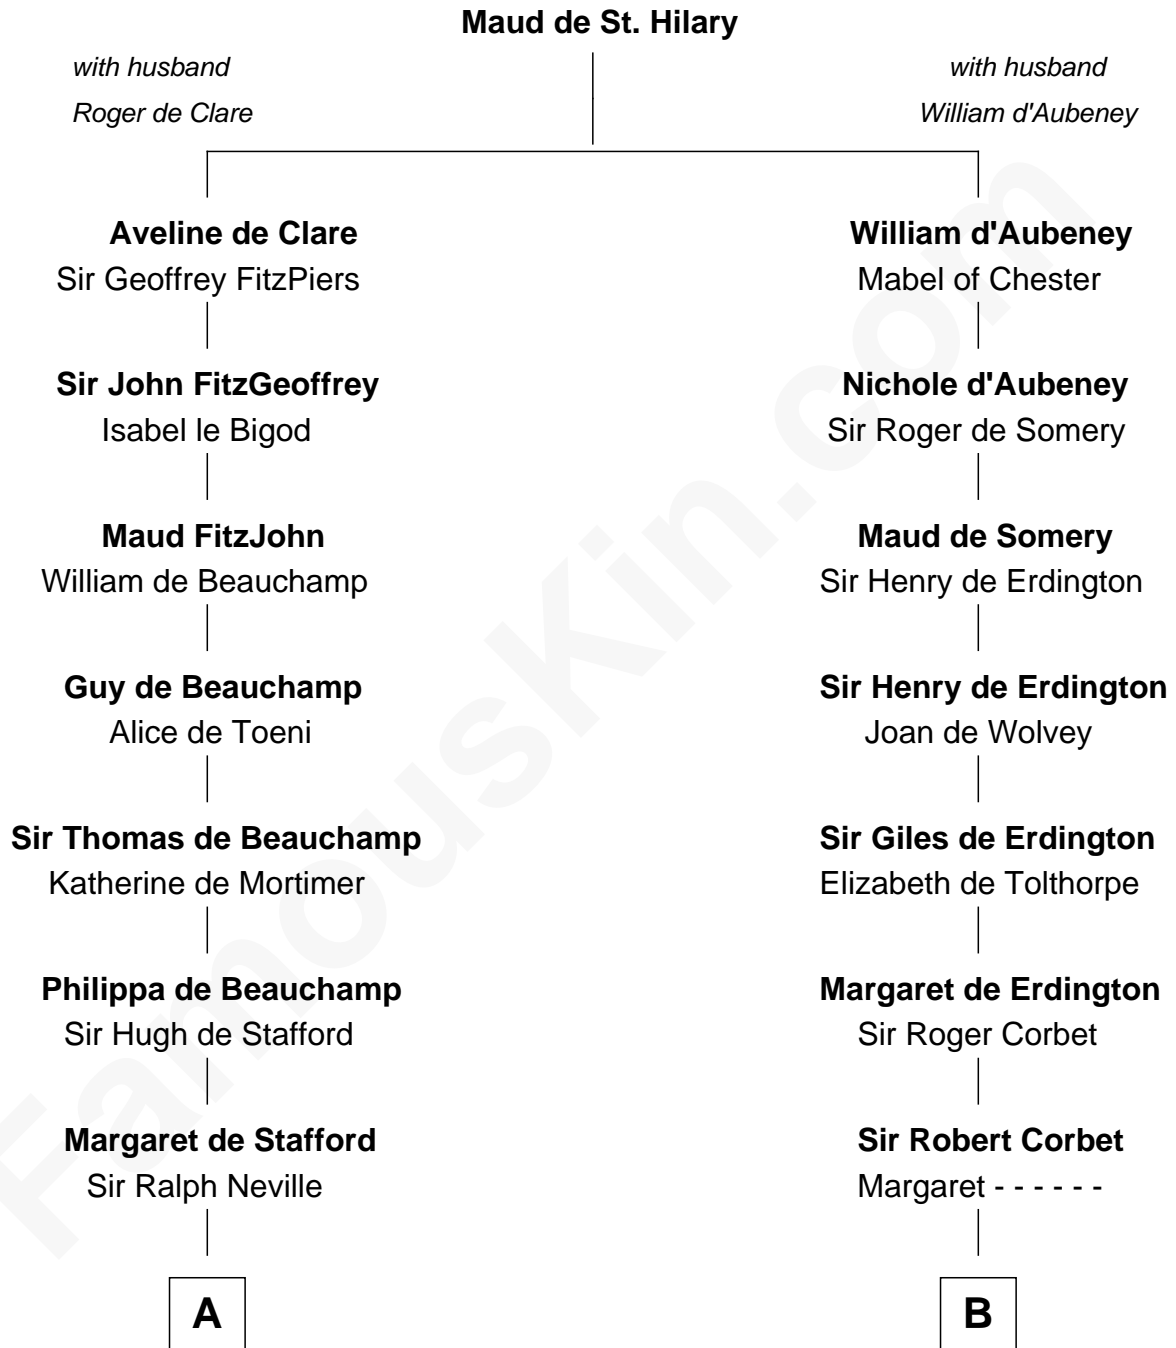 Maud de St. Hilary
with husband
Roger de Clare
with husband
William d'Aubeney
Aveline de Clare
Sir Geoffrey FitzPiers
William d'Aubeney
Mabel of Chester
Sir John FitzGeoffrey
Isabel le Bigod
Nichole d'Aubeney
Sir Roger de Somery
Maud FitzJohn
William de Beauchamp
Maud de Somery
Sir Henry de Erdington
Guy de Beauchamp
Alice de Toeni
Sir Henry de Erdington
Joan de Wolvey
Sir Thomas de Beauchamp
Katherine de Mortimer
Sir Giles de Erdington
Elizabeth de Tolthorpe
Philippa de Beauchamp
Sir Hugh de Stafford
Margaret de Erdington
Sir Roger Corbet
Margaret de Stafford
Sir Ralph Neville
Sir Robert Corbet
Margaret - - - - - -
A
B
FamousKin.com